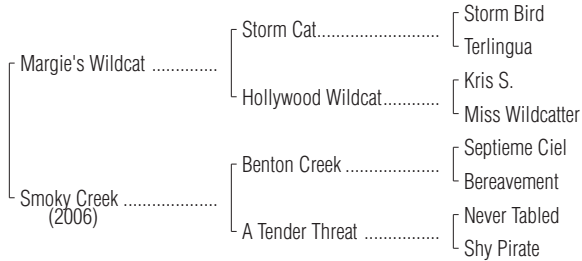 Storm Bird
Storm Cat........................
Terlingua
Margie's Wildcat .............
Kris S.
Hollywood Wildcat...........
Miss Wildcatter
Septieme Ciel
Benton Creek ...................
Bereavement
Smoky Creek ...................
(2006)
Never Tabled
A Tender Threat ...............
Shy Pirate